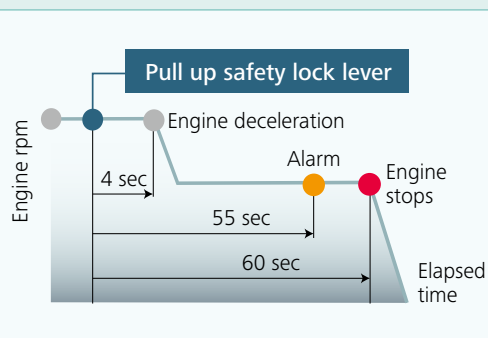 Pull up safety lock lever
Engine deceleration
Engine rpm
Alarm
Engine
stops
4 sec
55 sec
60 sec
Elapsed
time